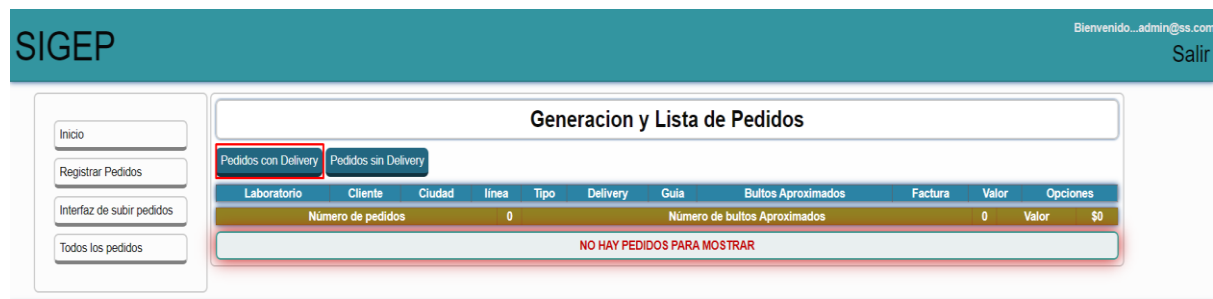 SIGEP
Bienvenido...admin@ss.com
Salir
Inicio
Registrar Pedidos
Interfaz de subir pedidos
Todos los pedidos
Generacion y Lista de Pedidos
Pedidos con Delivery Pedidos sin Delivery
Laboratorio Cliente Ciudad línea Tipo Delivery Guía Bultos Aproximados Factura Valor Opciones
Número de pedidos 0 Número de bultos Aproximados 0 Valor $0
NO HAY PEDIDOS PARA MOSTRAR